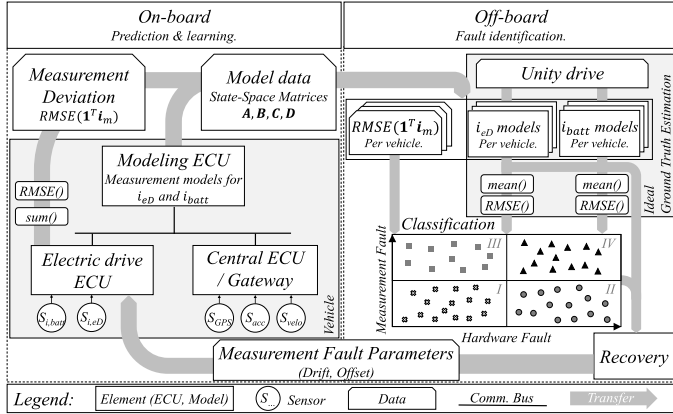 On-board
Prediction & learning.
Off-board
Fault identification.
Measurement
Deviation
RMSE(1ᵀi_m)
Model data
State-Space Matrices
A, B, C, D
Unity drive
RMSE(1ᵀi_m)
Per vehicle.
i_eD models
Per vehicle.
i_batt models
Per vehicle.
Ideal
Ground Truth Estimation
Modeling ECU
Measurement models for
i_eD and i_batt
RMSE()
sum()
mean()
RMSE()
mean()
RMSE()
Electric drive
ECU
Central ECU
/ Gateway
S_i,batt
S_i,eD
S_GPS
S_acc
S_velo
Vehicle
Classification
Measurement Fault
III
IV
I
II
Hardware Fault
Measurement Fault Parameters
(Drift, Offset)
Recovery
Legend:
Element (ECU, Model)
S_...
Sensor
Data
Comm. Bus
Transfer